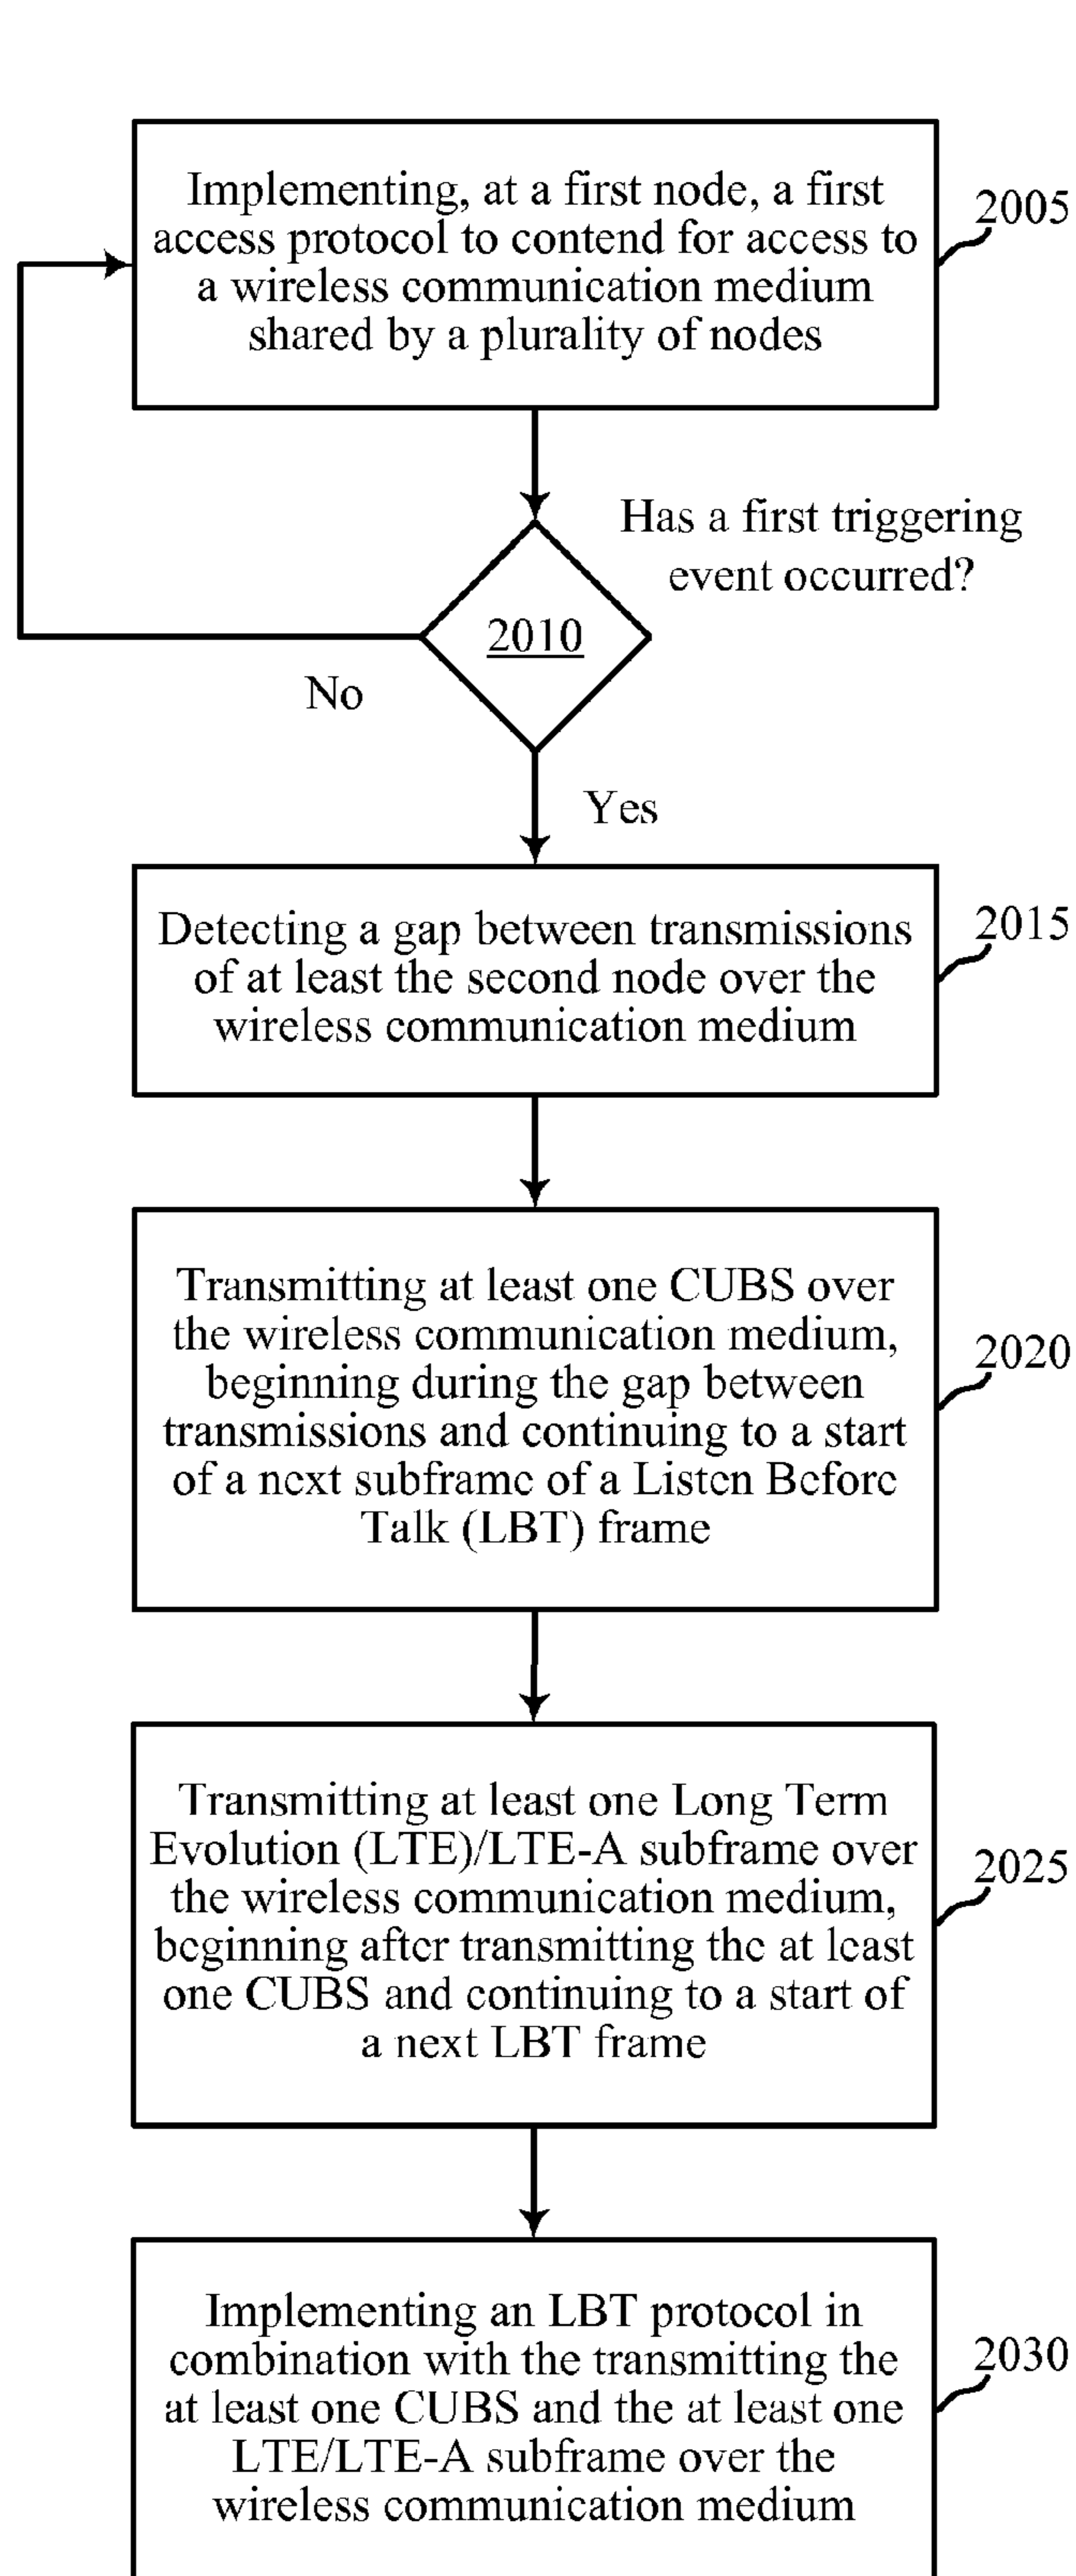 Implementing, at a first node, a first
access protocol to contend for access to
a wireless communication medium
shared by a plurality of nodes
2005
Has a first triggering
event occurred?
2010
No
Yes
Detecting a gap between transmissions
of at least the second node over the
wireless communication medium
2015
Transmitting at least one CUBS over
the wireless communication medium,
beginning during the gap between
transmissions and continuing to a start
of a next subframe of a Listen Before
Talk (LBT) frame
2020
Transmitting at least one Long Term
Evolution (LTE)/LTE-A subframe over
the wireless communication medium,
beginning after transmitting the at least
one CUBS and continuing to a start of
a next LBT frame
2025
Implementing an LBT protocol in
combination with the transmitting the
at least one CUBS and the at least one
LTE/LTE-A subframe over the
wireless communication medium
2030